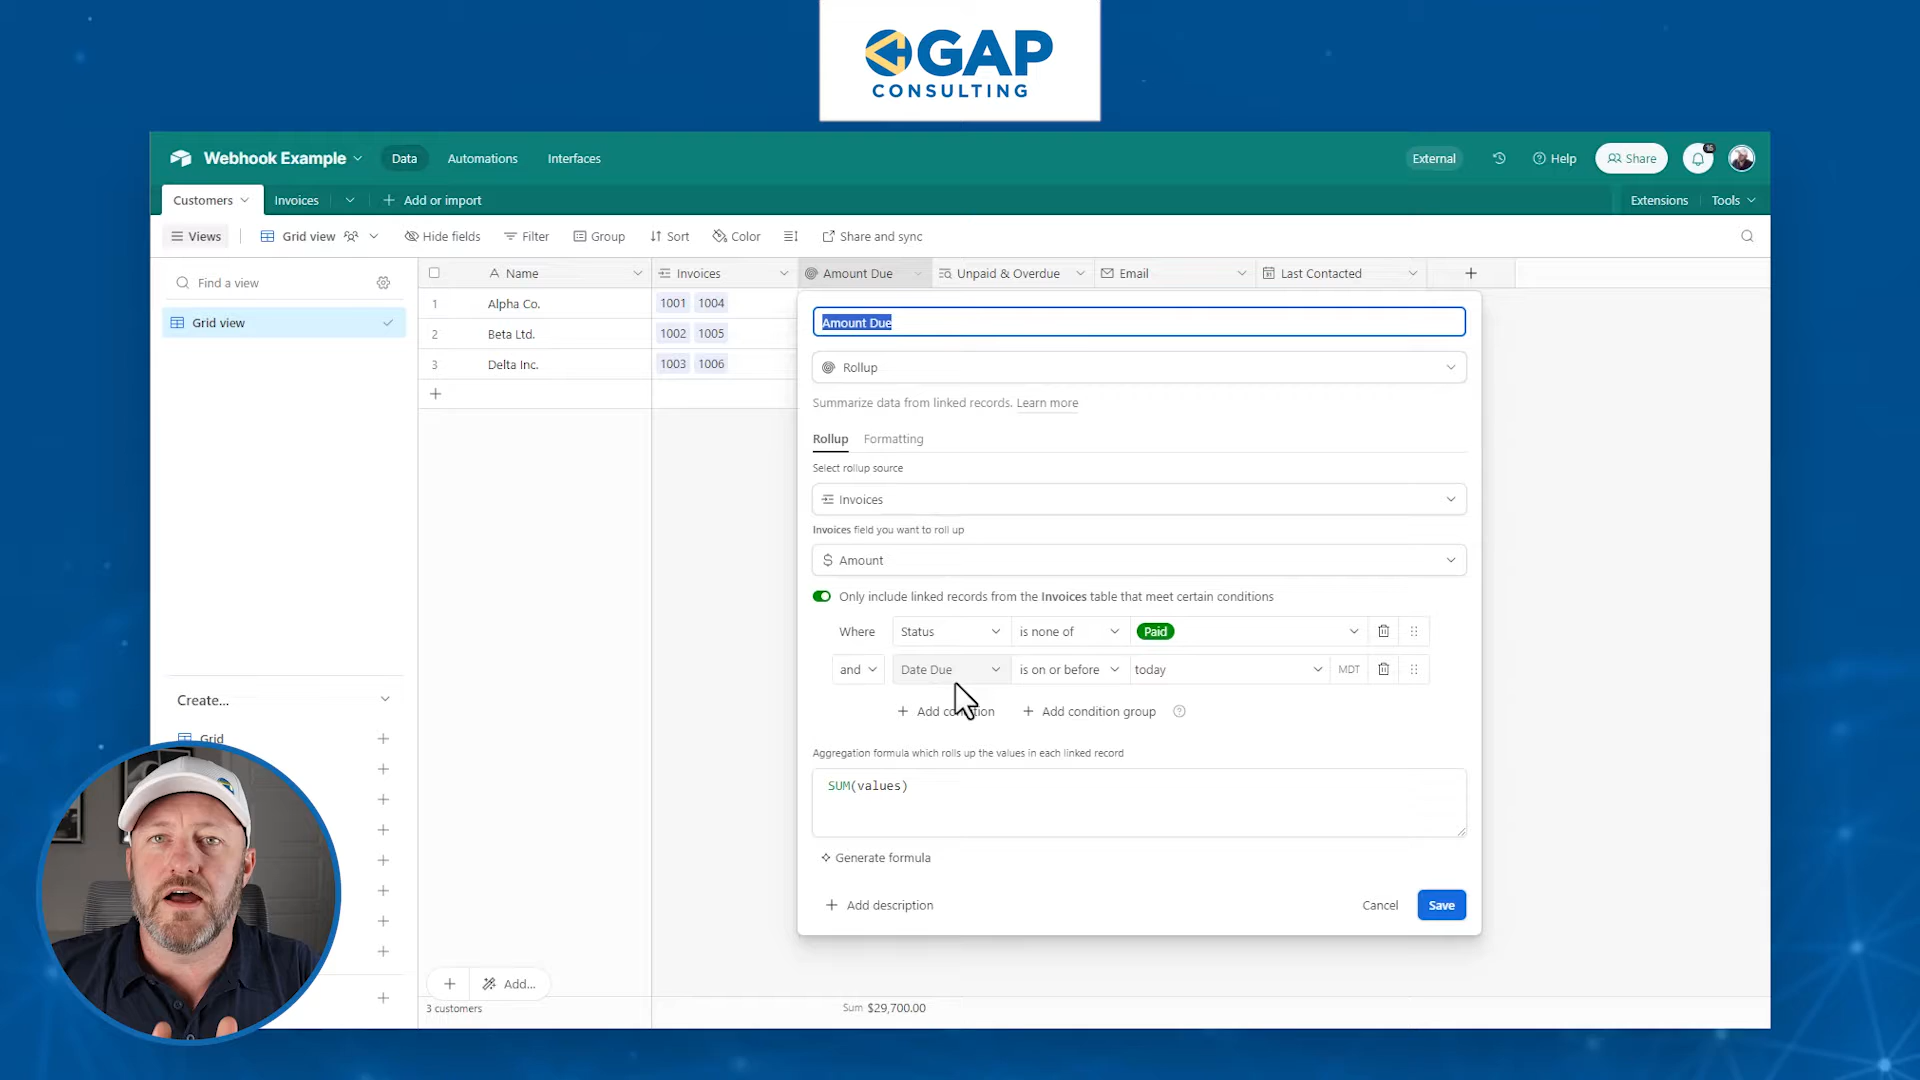 GAP
CONSULTING
Webhook Example
Data
Automations
Interfaces
External
Help
Share
16
Customers
Invoices
Add or import
Extensions
Tools
Views
Grid view
Hide fields
Filter
Group
Sort
Color
Share and sync
Find a view
Grid view
Name
Invoices
Amount Due
Unpaid & Overdue
Email
Last Contacted
1 Alpha Co. 1001 1004
2 Beta Ltd. 1002 1005
3 Delta Inc. 1003 1006
Amount Due
Rollup
Summarize data from linked records. Learn more
Rollup Formatting
Select rollup source
Invoices
Invoices field you want to roll up
$ Amount
Only include linked records from the Invoices table that meet certain conditions
Where Status is none of Paid
and Date Due is on or before today MDT
+ Add condition + Add condition group
Aggregation formula which rolls up the values in each linked record
SUM(values)
Generate formula
+ Add description
Cancel
Save
Create...
Grid
Add...
3 customers
Sum $29,700.00